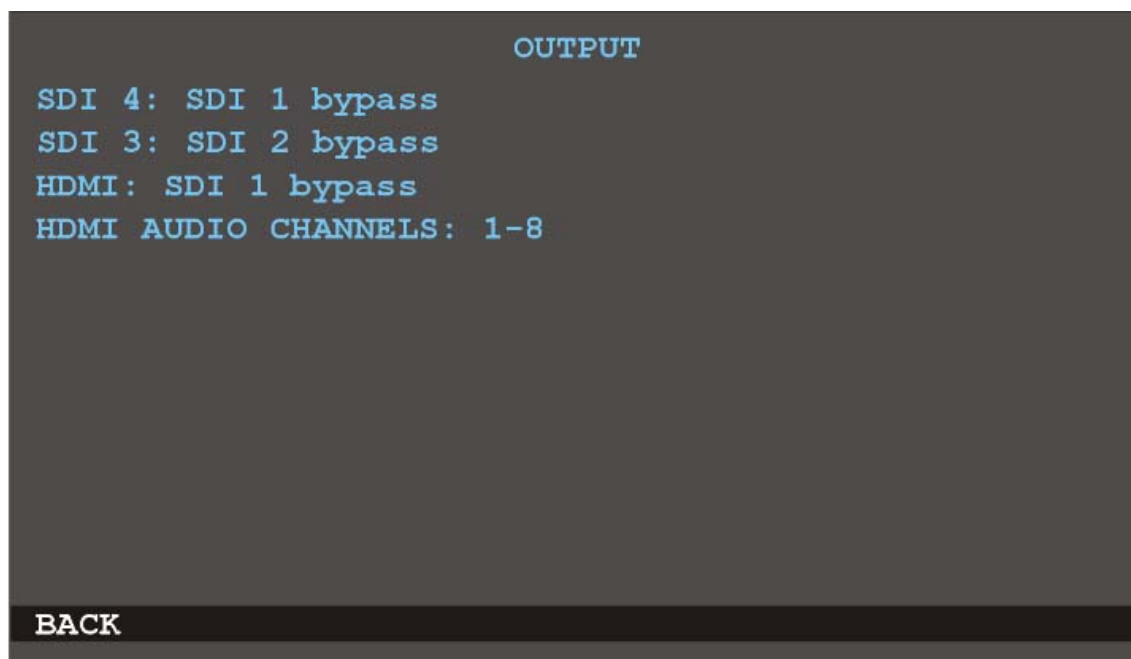 OUTPUT
SDI 4: SDI 1 bypass
SDI 3: SDI 2 bypass
HDMI: SDI 1 bypass
HDMI AUDIO CHANNELS: 1-8
BACK